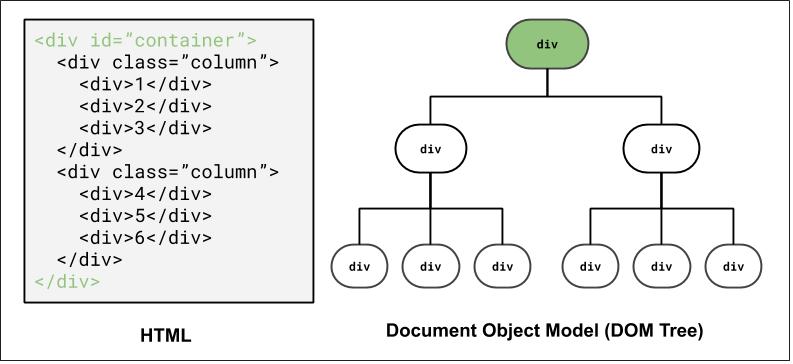 <div id=”container”>
<div class=”column”>
<div>1</div>
<div>2</div>
<div>3</div>
</div>
<div class=”column”>
<div>4</div>
<div>5</div>
<div>6</div>
</div>
</div>
HTML
div
div
div
div
div
div
div
div
div
Document Object Model (DOM Tree)